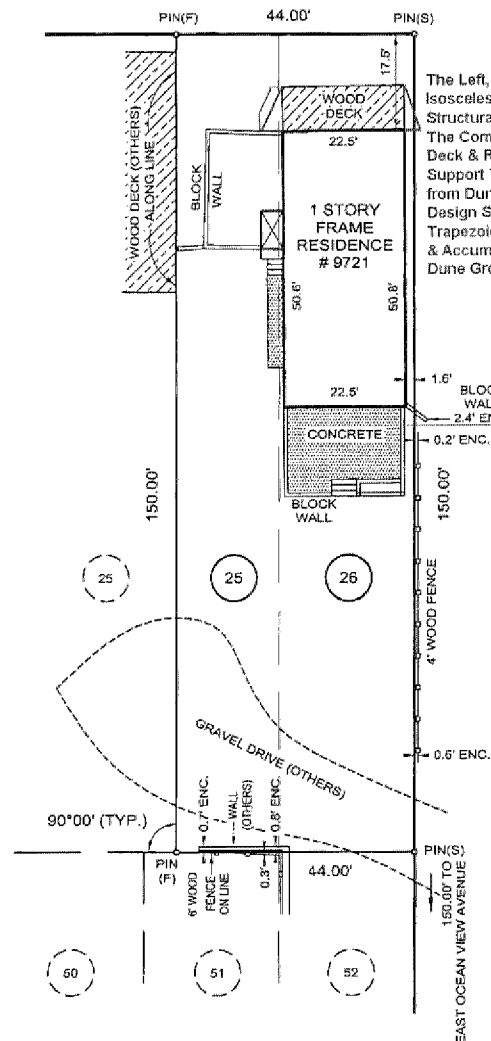 PIN(F)
44.00'
PIN(S)
17.5'
WOOD
DECK
22.5'
WOOD DECK (OTHERS)
ALONG LINE
BLOCK
WALL
1 STORY
FRAME
RESIDENCE
# 9721
50.6'
50.8'
22.5'
The Left,
Isosceles
Structura
The Com
Deck & R
Support
from Dun
Design S
Trapezoi
& Accum
Dune Gro
1.6'
BLOC
WAL
2.4' EN
CONCRETE
0.2' ENC.
BLOCK
WALL
150.00'
150.00'
25
25
26
4' WOOD FENCE
GRAVEL DRIVE (OTHERS)
0.6' ENC.
90°00' (TYP.)
0.7' ENC.
WALL
(OTHERS)
0.8' ENC.
PIN
(F)
6' WOOD
FENCE
ON LINE
0.3'
44.00'
PIN(S)
150.00' TO
EAST OCEAN VIEW AVENUE
50
51
52